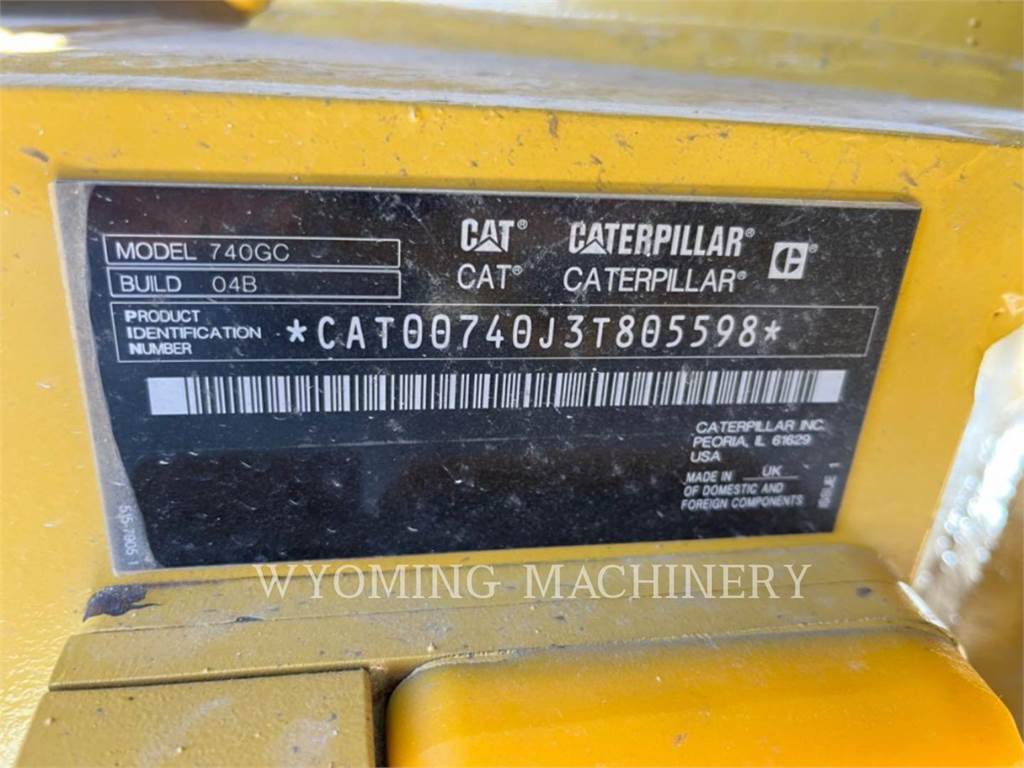 MODEL 740GC
BUILD 04B
CAT® CATERPILLAR®
CAT® CATERPILLAR®
PRODUCT
IDENTIFICATION
NUMBER
*CAT00740J3T805598*
CATERPILLAR INC.
PEORIA, IL 61629
USA
MADE IN UK
OF DOMESTIC AND
FOREIGN COMPONENTS
ISSUE 1
WYOMING MACHINERY